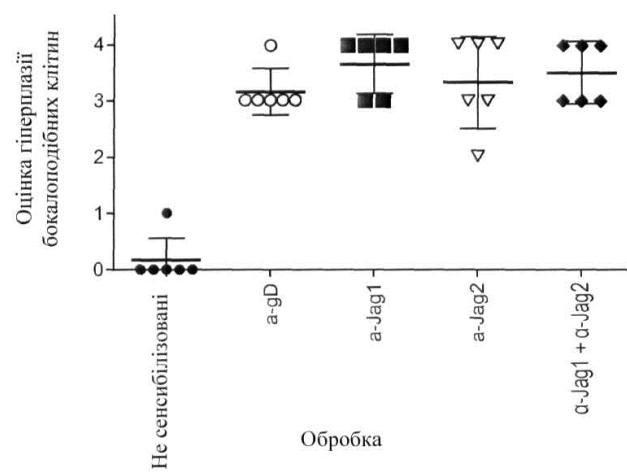 Оцінка гіперплазії
бокалоподібних клітин
4
3
2
1
0
Не сенсибілізовані
a-gD
a-Jag1
a-Jag2
α-Jag1 + α-Jag2
Обробка